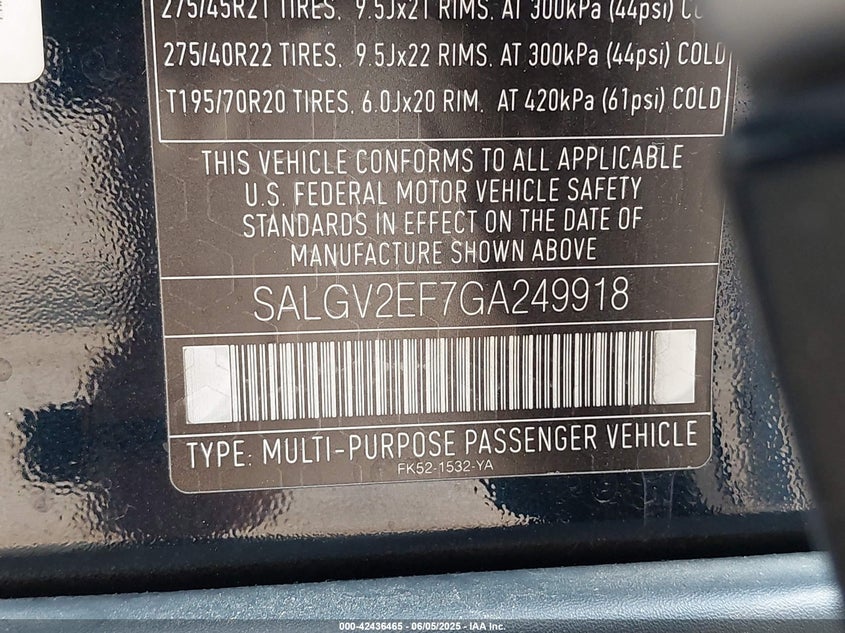 275/45R21 TIRES, 9.5Jx21 RIMS, AT 300kPa (44psi)
275/40R22 TIRES, 9.5Jx22 RIMS, AT 300kPa (44psi) COLD
T195/70R20 TIRES, 6.0Jx20 RIM, AT 420kPa (61psi) COLD
THIS VEHICLE CONFORMS TO ALL APPLICABLE
U.S. FEDERAL MOTOR VEHICLE SAFETY
STANDARDS IN EFFECT ON THE DATE OF
MANUFACTURE SHOWN ABOVE
SALGV2EF7GA249918
TYPE: MULTI-PURPOSE PASSENGER VEHICLE
FK52-1532-YA
000-42436465 - 06/05/2025 - IAA Inc.